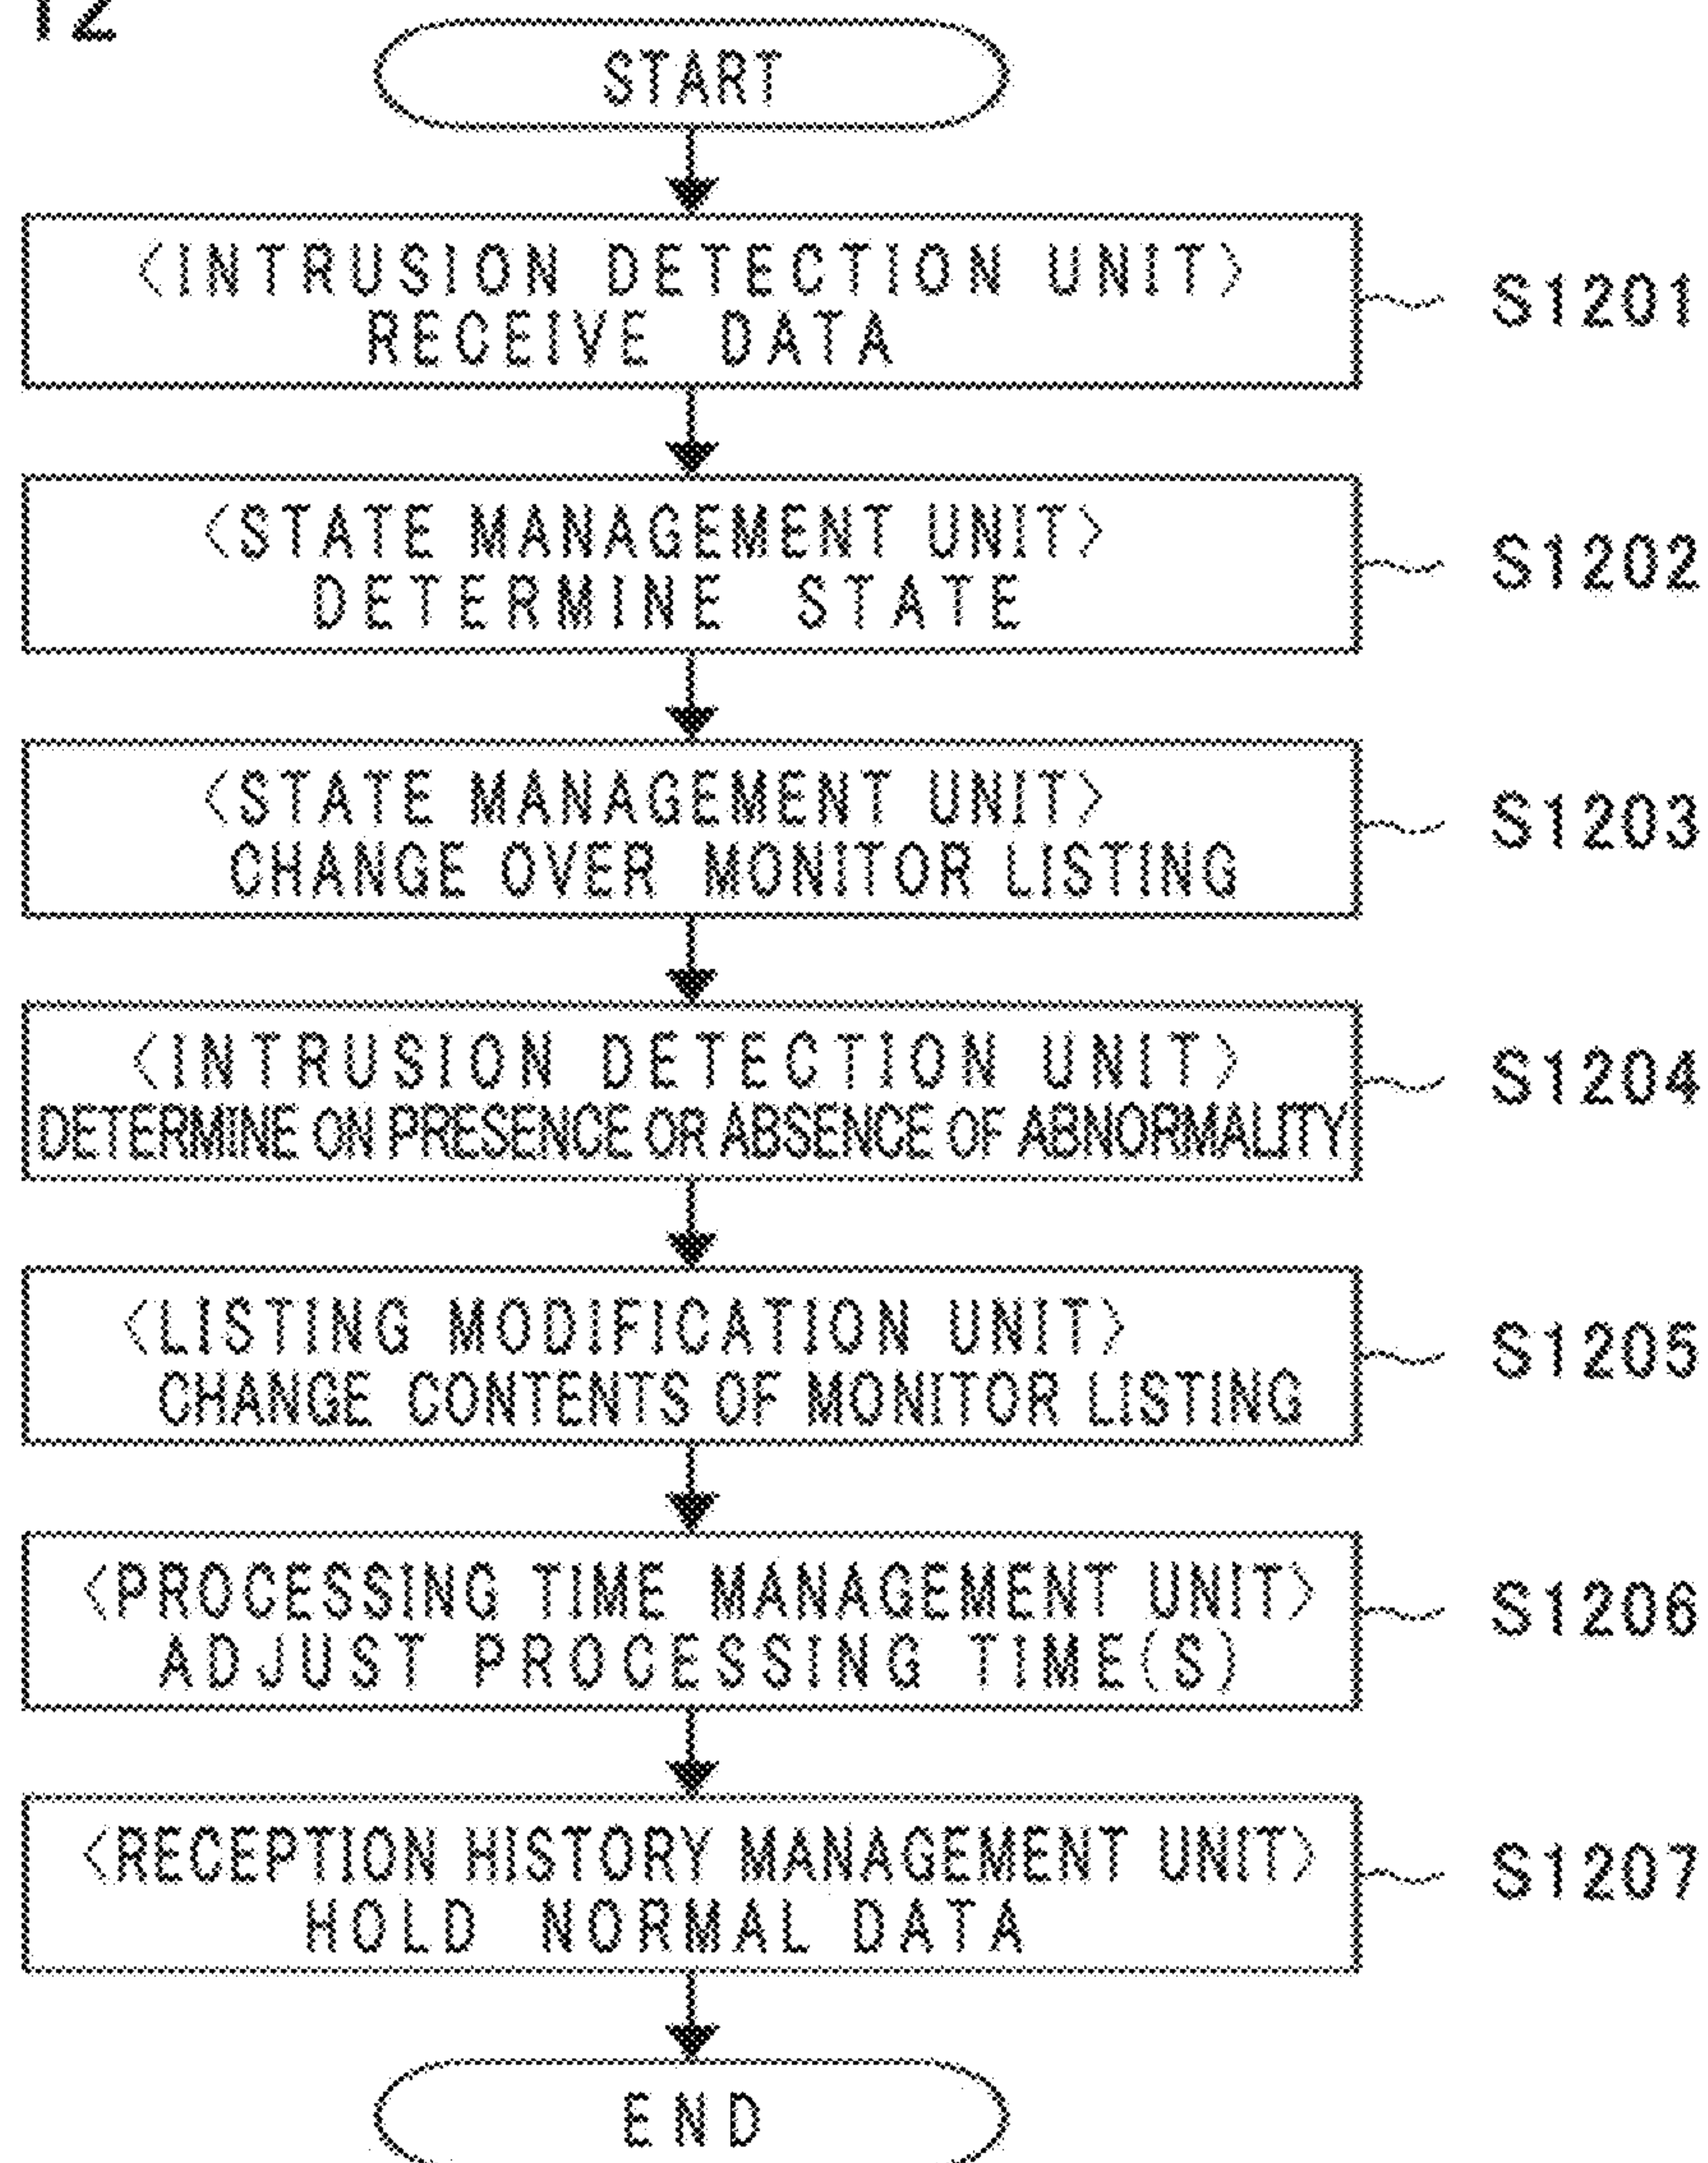 12
START
<INTRUSION DETECTION UNIT>
RECEIVE DATA
S1201
<STATE MANAGEMENT UNIT>
DETERMINE STATE
S1202
<STATE MANAGEMENT UNIT>
CHANGE OVER MONITOR LISTING
S1203
<INTRUSION DETECTION UNIT>
DETERMINE ON PRESENCE OR ABSENCE OF ABNORMALITY
S1204
<LISTING MODIFICATION UNIT>
CHANGE CONTENTS OF MONITOR LISTING
S1205
<PROCESSING TIME MANAGEMENT UNIT>
ADJUST PROCESSING TIME(S)
S1206
<RECEPTION HISTORY MANAGEMENT UNIT>
HOLD NORMAL DATA
S1207
END